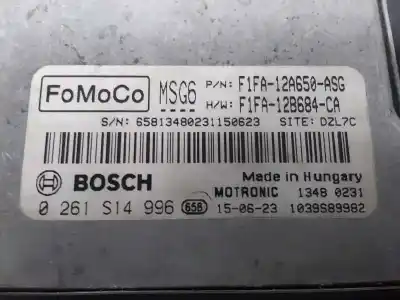 FoMoCo MSG6 P/N: F1FA-12A650-ASG
H/W: F1FA-12B684-CA
S/N: 65813480231150623 SITE: DZL7C
BOSCH Made in Hungary
MOTRONIC 1348 0231
0 261 S14 996 658 15-06-23 1039S89982